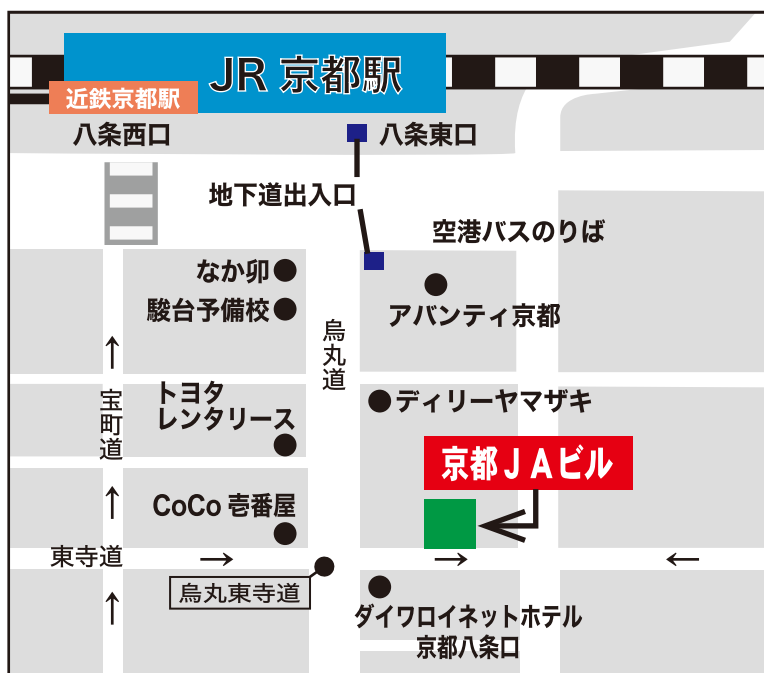 JR 京都駅
近鉄京都駅
八条西口
八条東口
地下道出入口
空港バスのりば
なか卯
駿台予備校
アバンティ京都
烏丸道
トヨタ
レンタリース
宝町道
ディリーヤマザキ
京都JAビル
CoCo壱番屋
東寺道
烏丸東寺道
ダイワロイネットホテル
京都八条口